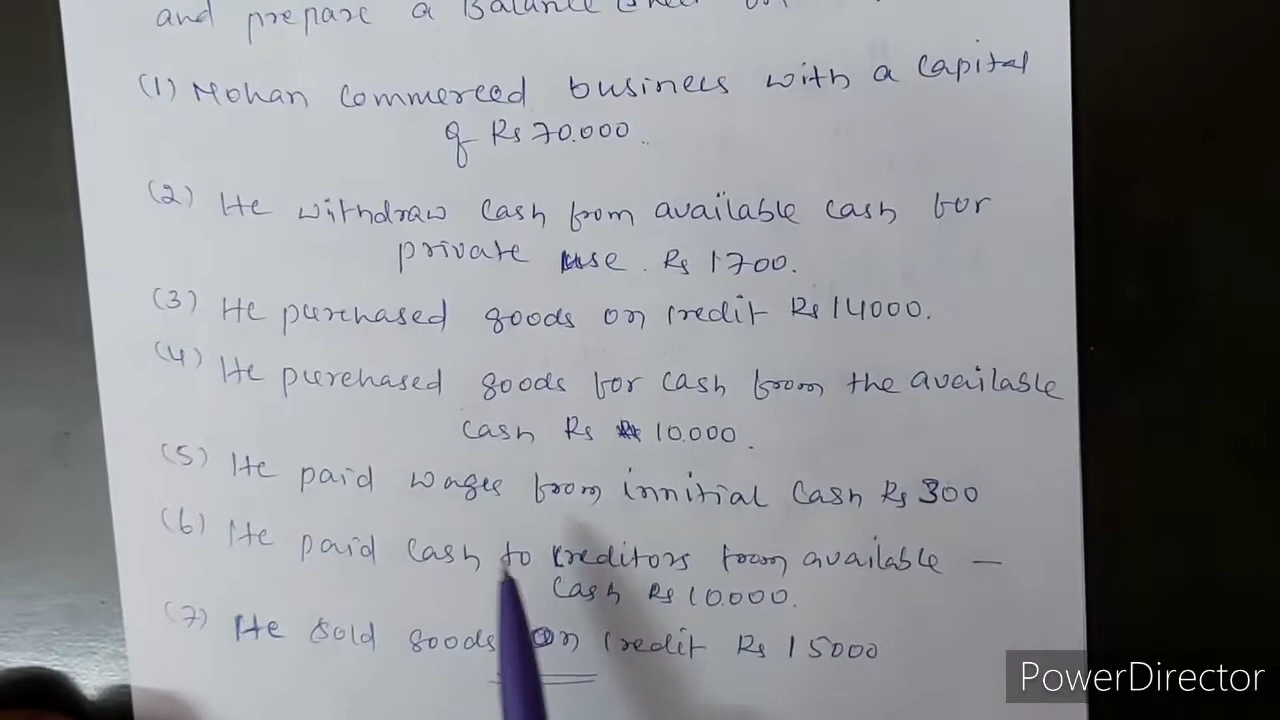 and prepare a Balance Sheet
(1) Mohan Commerced business with a capital
of Rs 70.000..
(2) He withdraw cash from available cash for
private use. Rs 1700.
(3) He purchased goods on credit Rs 14000.
(4) He purchased goods for cash from the available
cash Rs 10.000.
(5) He paid wages from innitial cash Rs 300
(6) He paid cash to creditors from available —
cash Rs 10.000.
(7) He sold goods on credit Rs 15000
PowerDirector